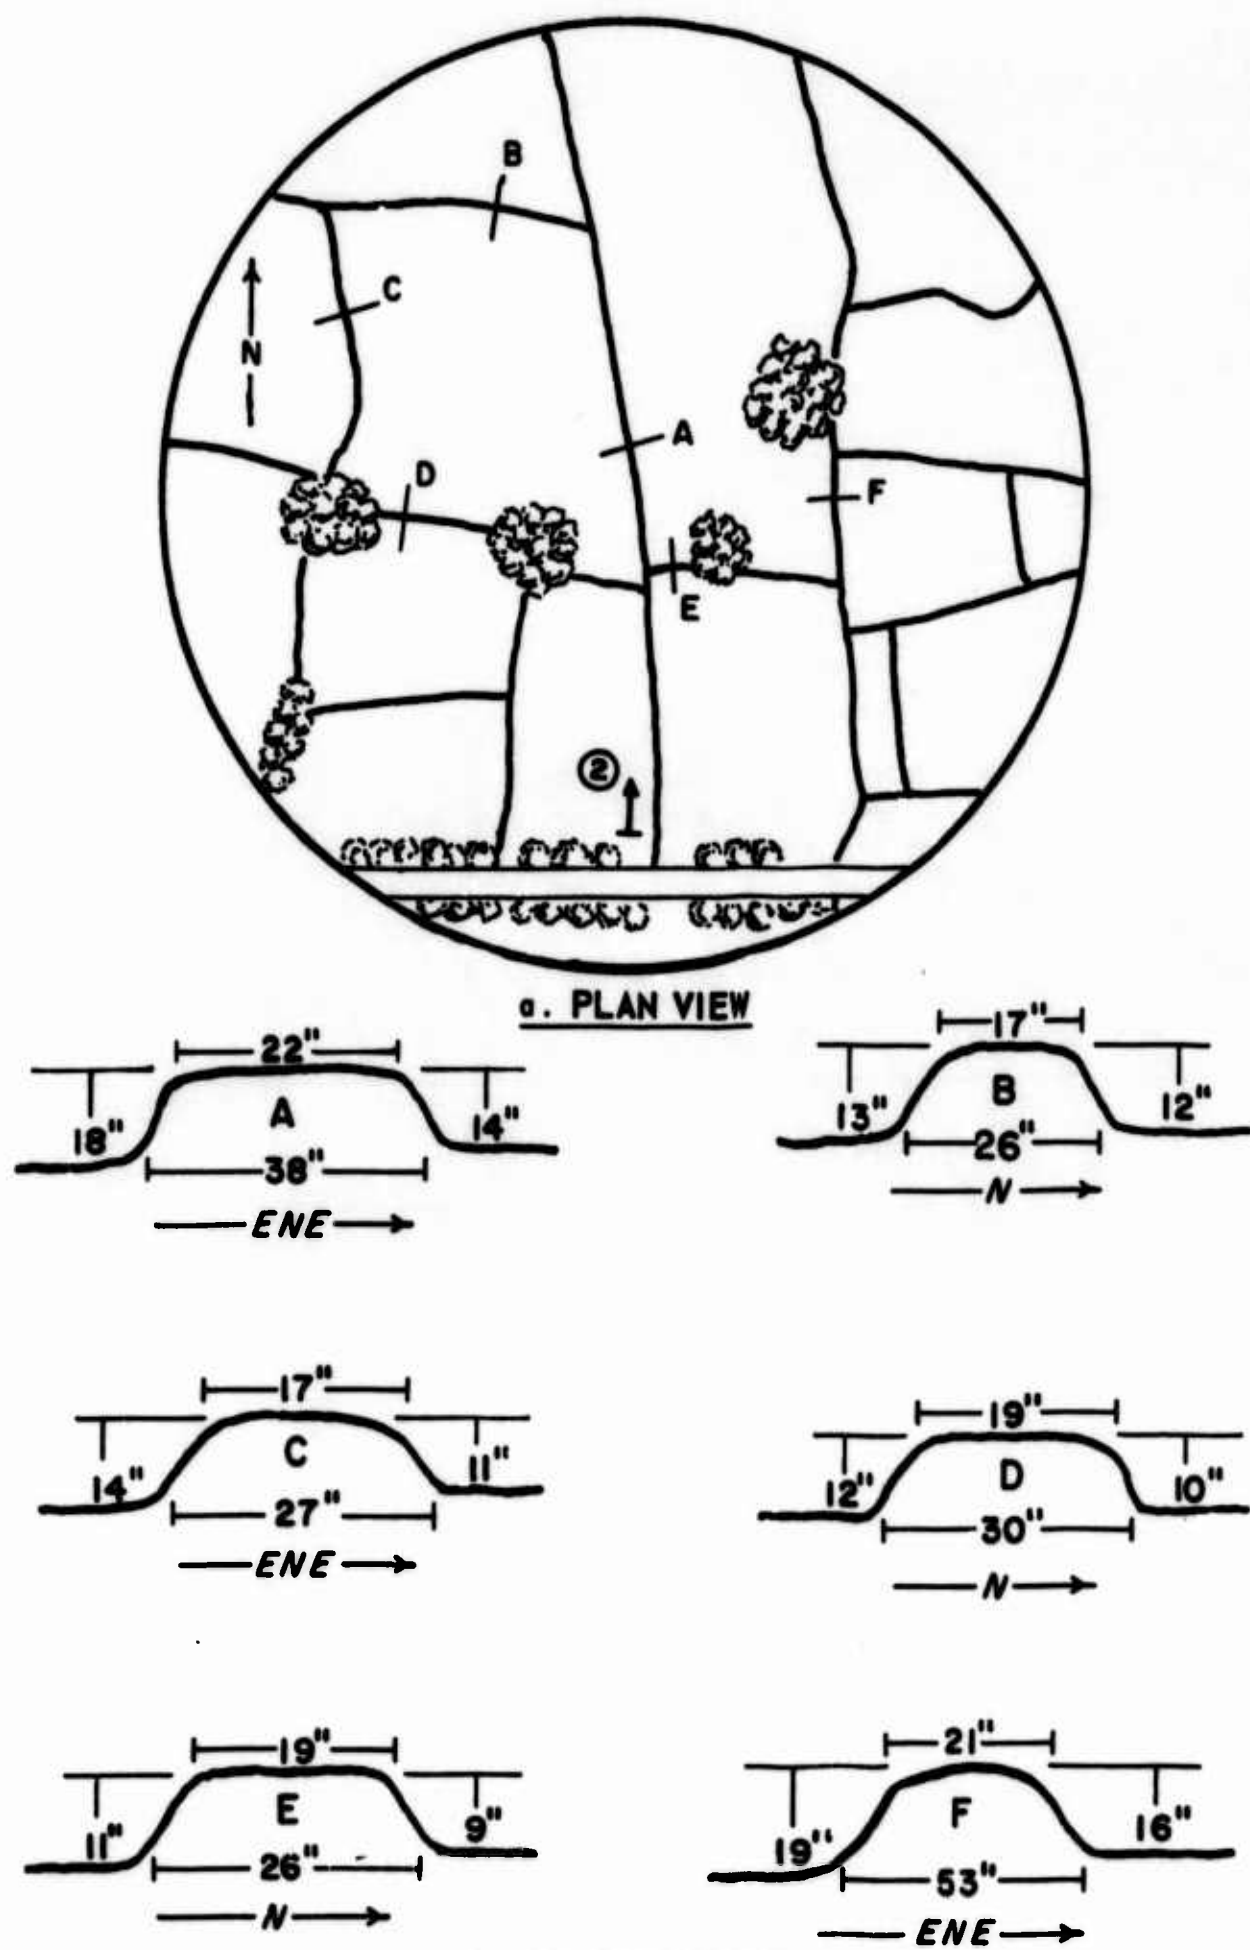 B
C
N
A
D
F
E
2
a. PLAN VIEW
22"
A
18"
14"
38"
ENE
17"
B
13"
12"
26"
N
17"
C
14"
11"
27"
ENE
19"
D
12"
10"
30"
N
19"
E
11"
9"
26"
N
21"
F
19"
16"
53"
ENE